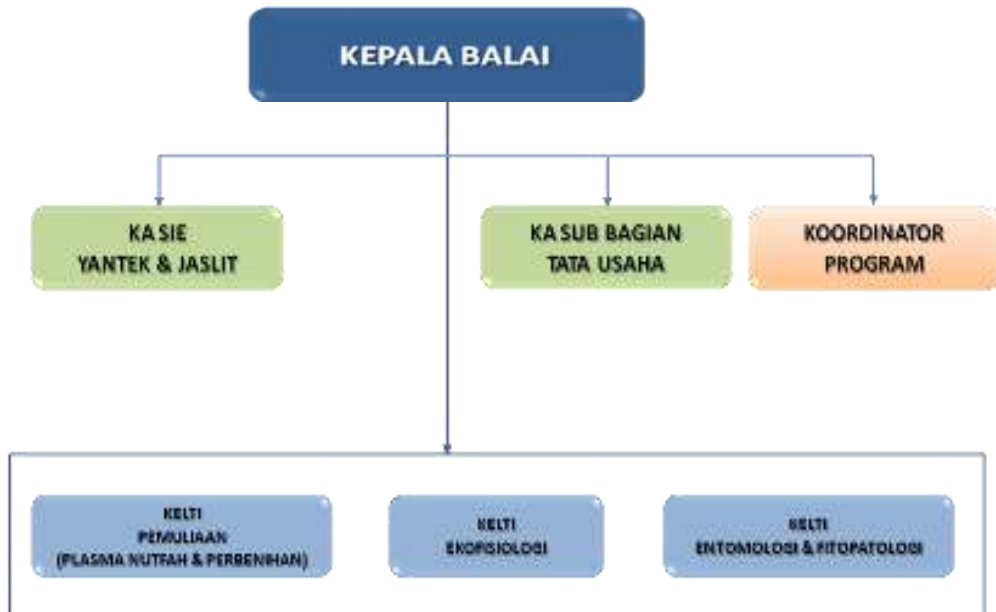 KEPALA BALAI
KA SIE
YANTEK & JASLIT
KA SUB BAGIAN
TATA USAHA
KOORDINATOR
PROGRAM
KELTI
PEMULIAAN
(PLASMA NUTFAH & PERBENIHAN)
KELTI
EKOFISIOLOGI
KELTI
ENTOMOLOGI & FITOPATOLOGI